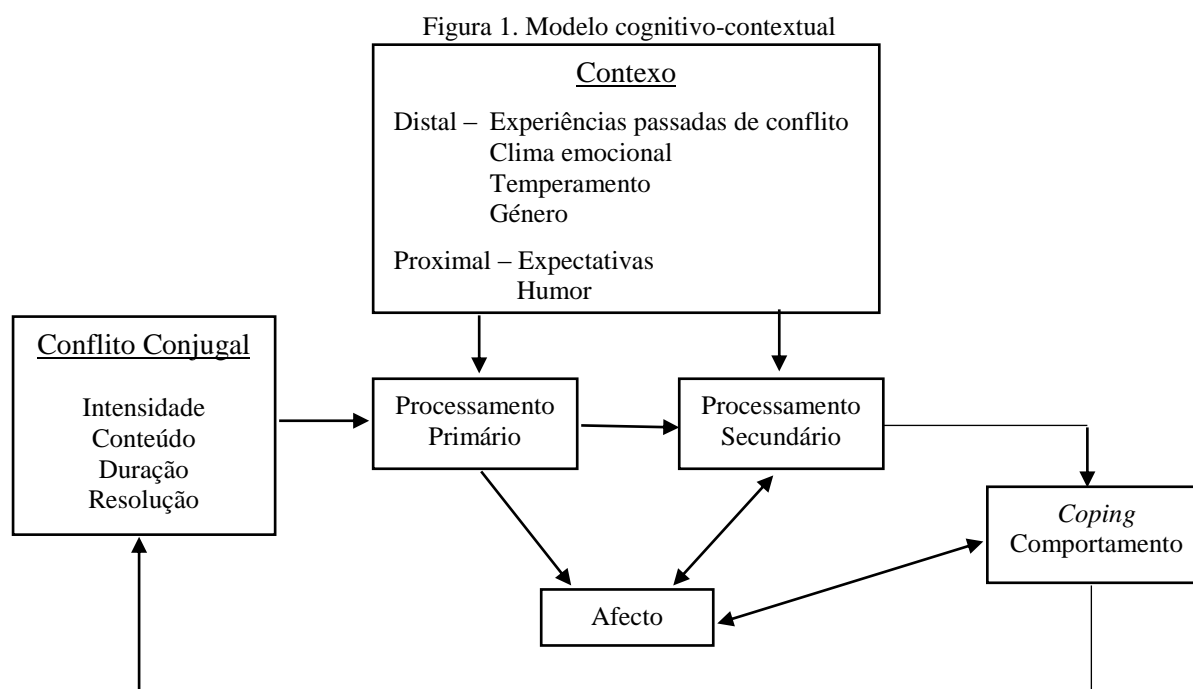 Figura 1. Modelo cognitivo-contextual
Contexo
Distal – Experiências passadas de conflito
Clima emocional
Temperamento
Género
Proximal – Expectativas
Humor
Conflito Conjugal
Intensidade
Conteúdo
Duração
Resolução
Processamento
Primário
Processamento
Secundário
Coping
Comportamento
Afecto